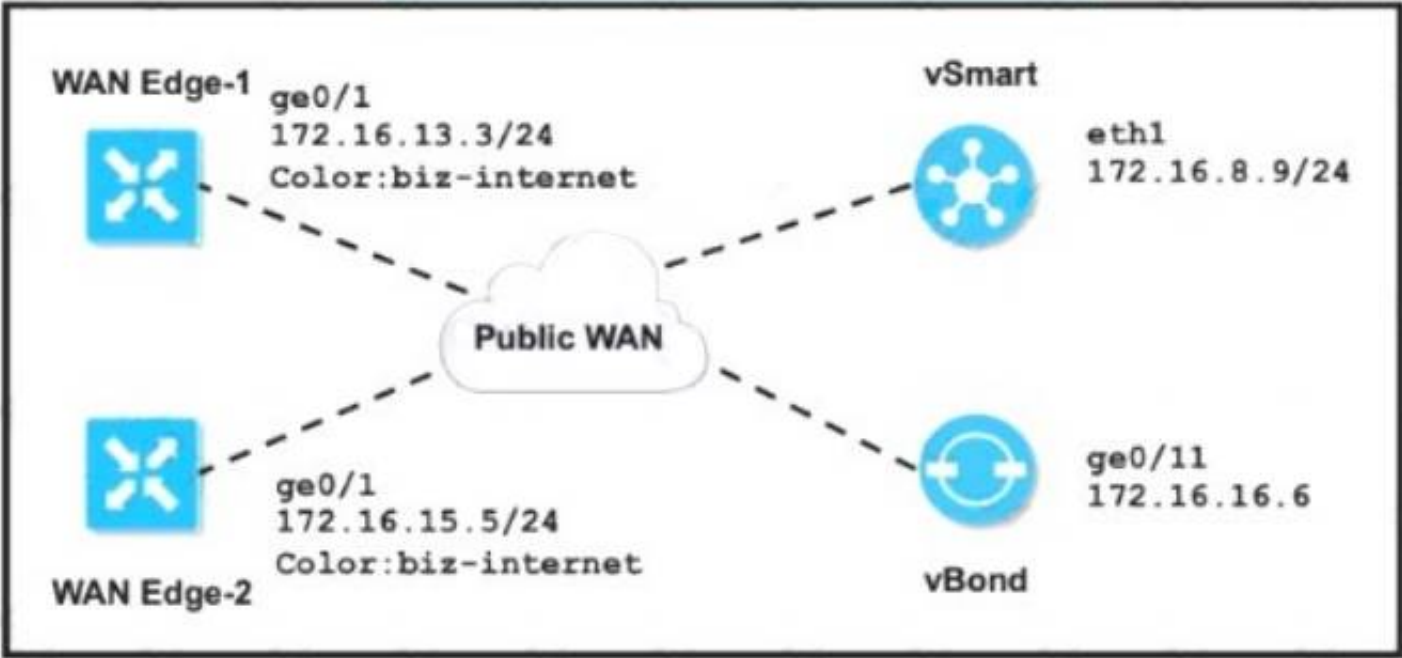 WAN Edge-1
ge0/1
172.16.13.3/24
Color:biz-internet
vSmart
eth1
172.16.8.9/24
Public WAN
ge0/1
172.16.15.5/24
Color:biz-internet
WAN Edge-2
ge0/11
172.16.16.6
vBond